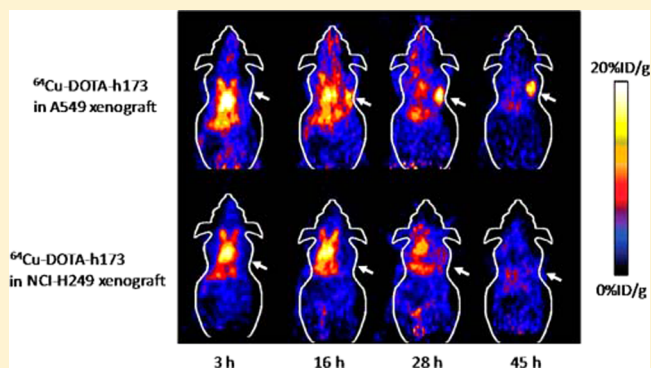 ⁶⁴Cu-DOTA-h173
in A549 xenograft
20%ID/g
⁶⁴Cu-DOTA-h173
in NCI-H249 xenograft
0%ID/g
3 h 16 h 28 h 45 h